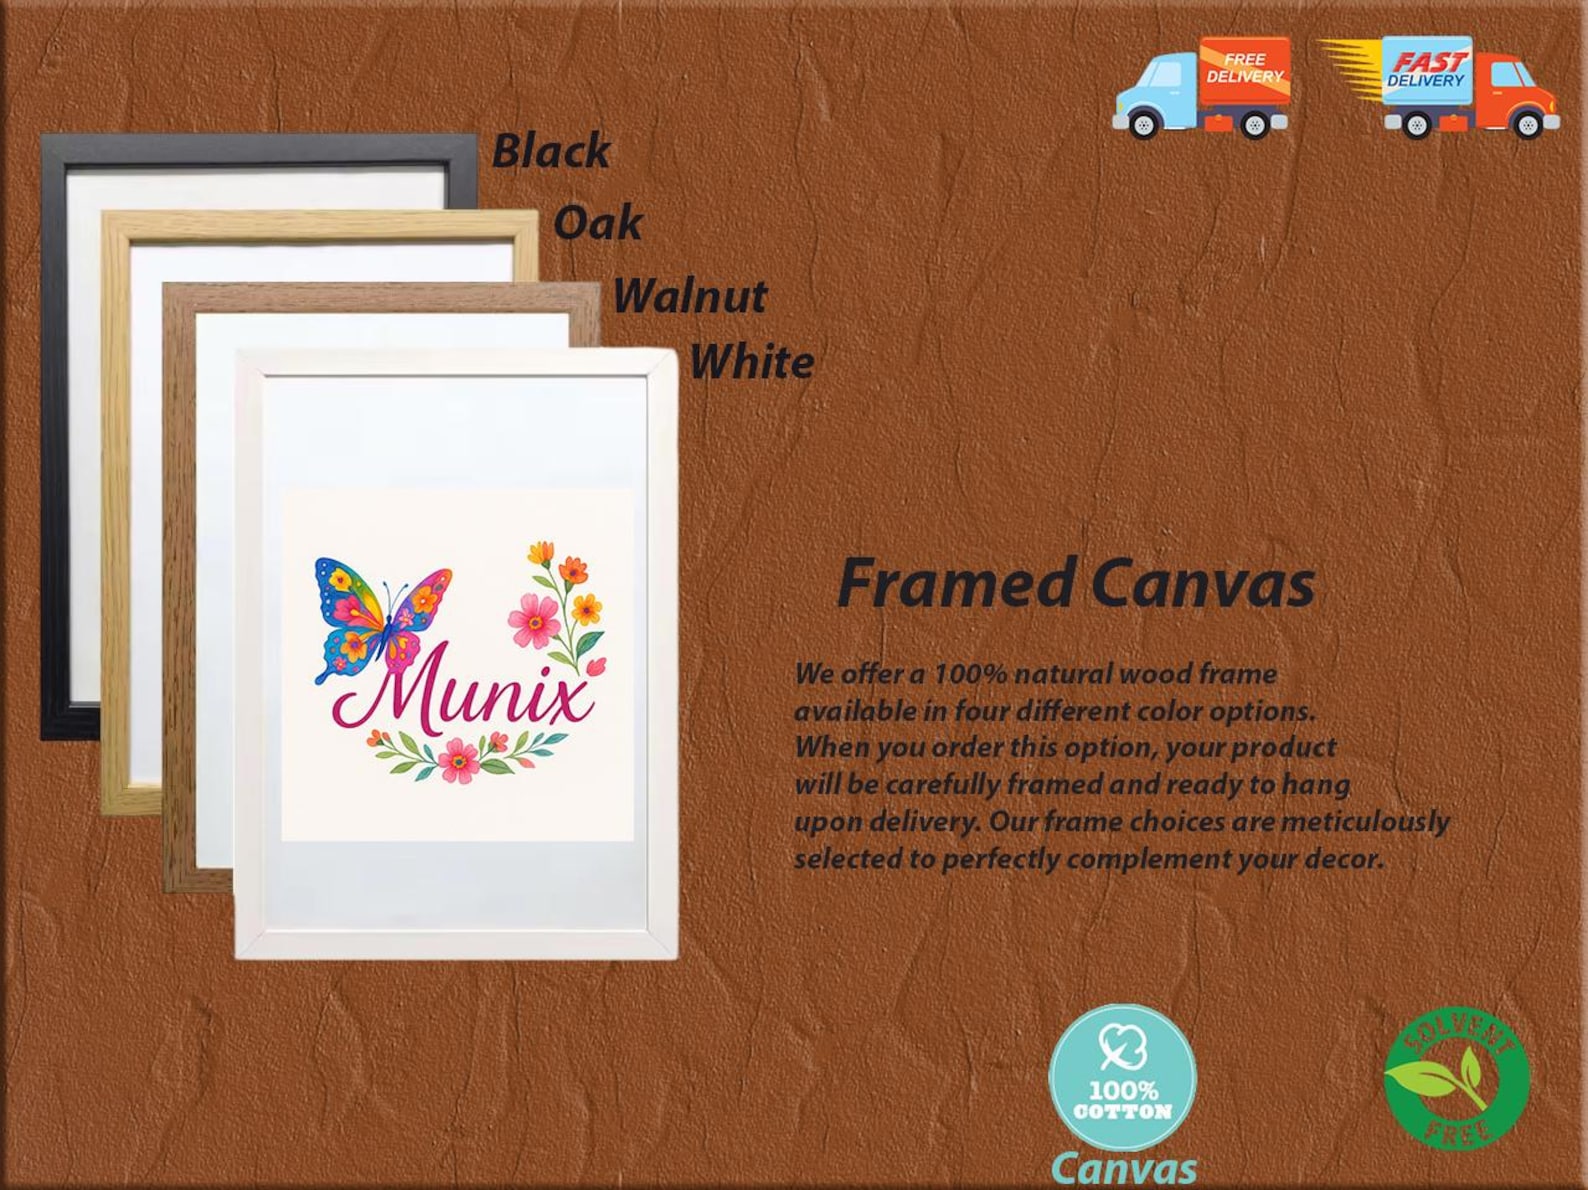 FREE
DELIVERY
FAST
DELIVERY
Black
Oak
Walnut
White
Munix
Framed Canvas
We offer a 100% natural wood frame
available in four different color options.
When you order this option, your product
will be carefully framed and ready to hang
upon delivery. Our frame choices are meticulously
selected to perfectly complement your decor.
100%
COTTON
Canvas
SOLVENT
FREE